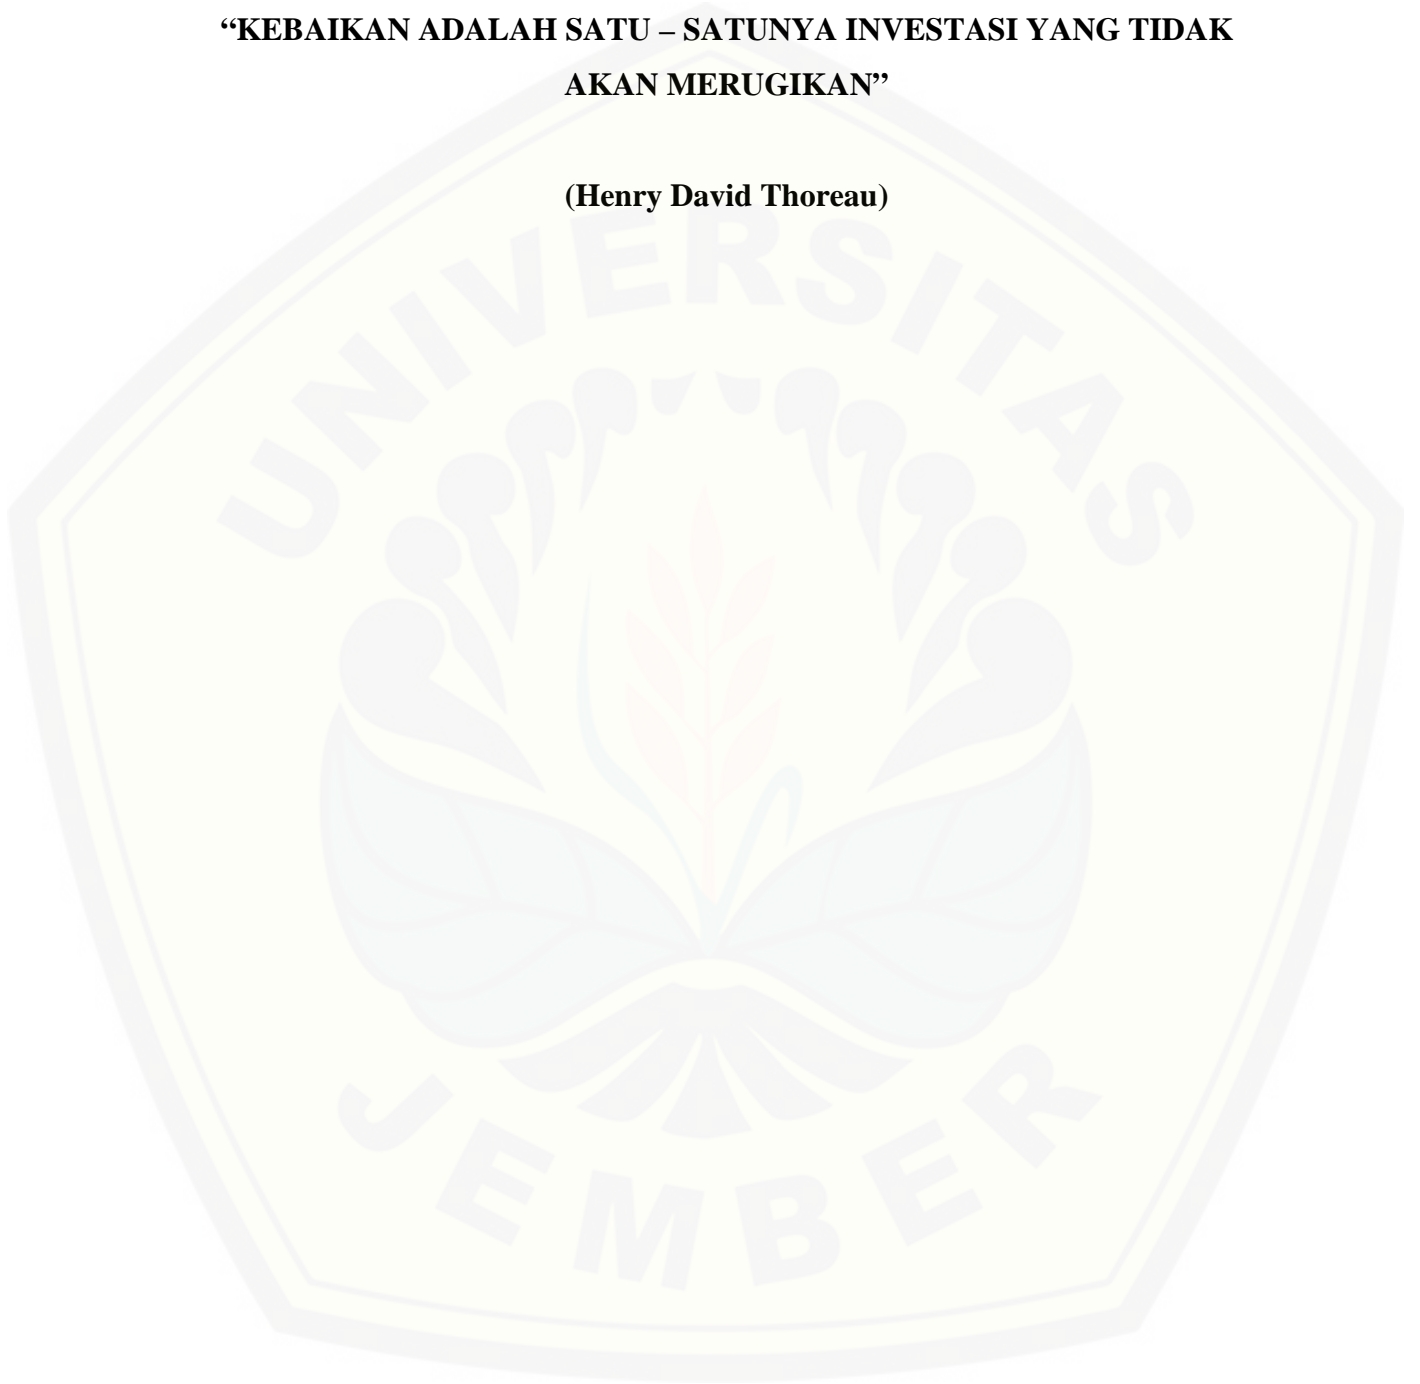 “KEBAIKAN ADALAH SATU – SATUNYA INVESTASI YANG TIDAK
AKAN MERUGIKAN”
(Henry David Thoreau)
UNIVERSITAS
JEMBER